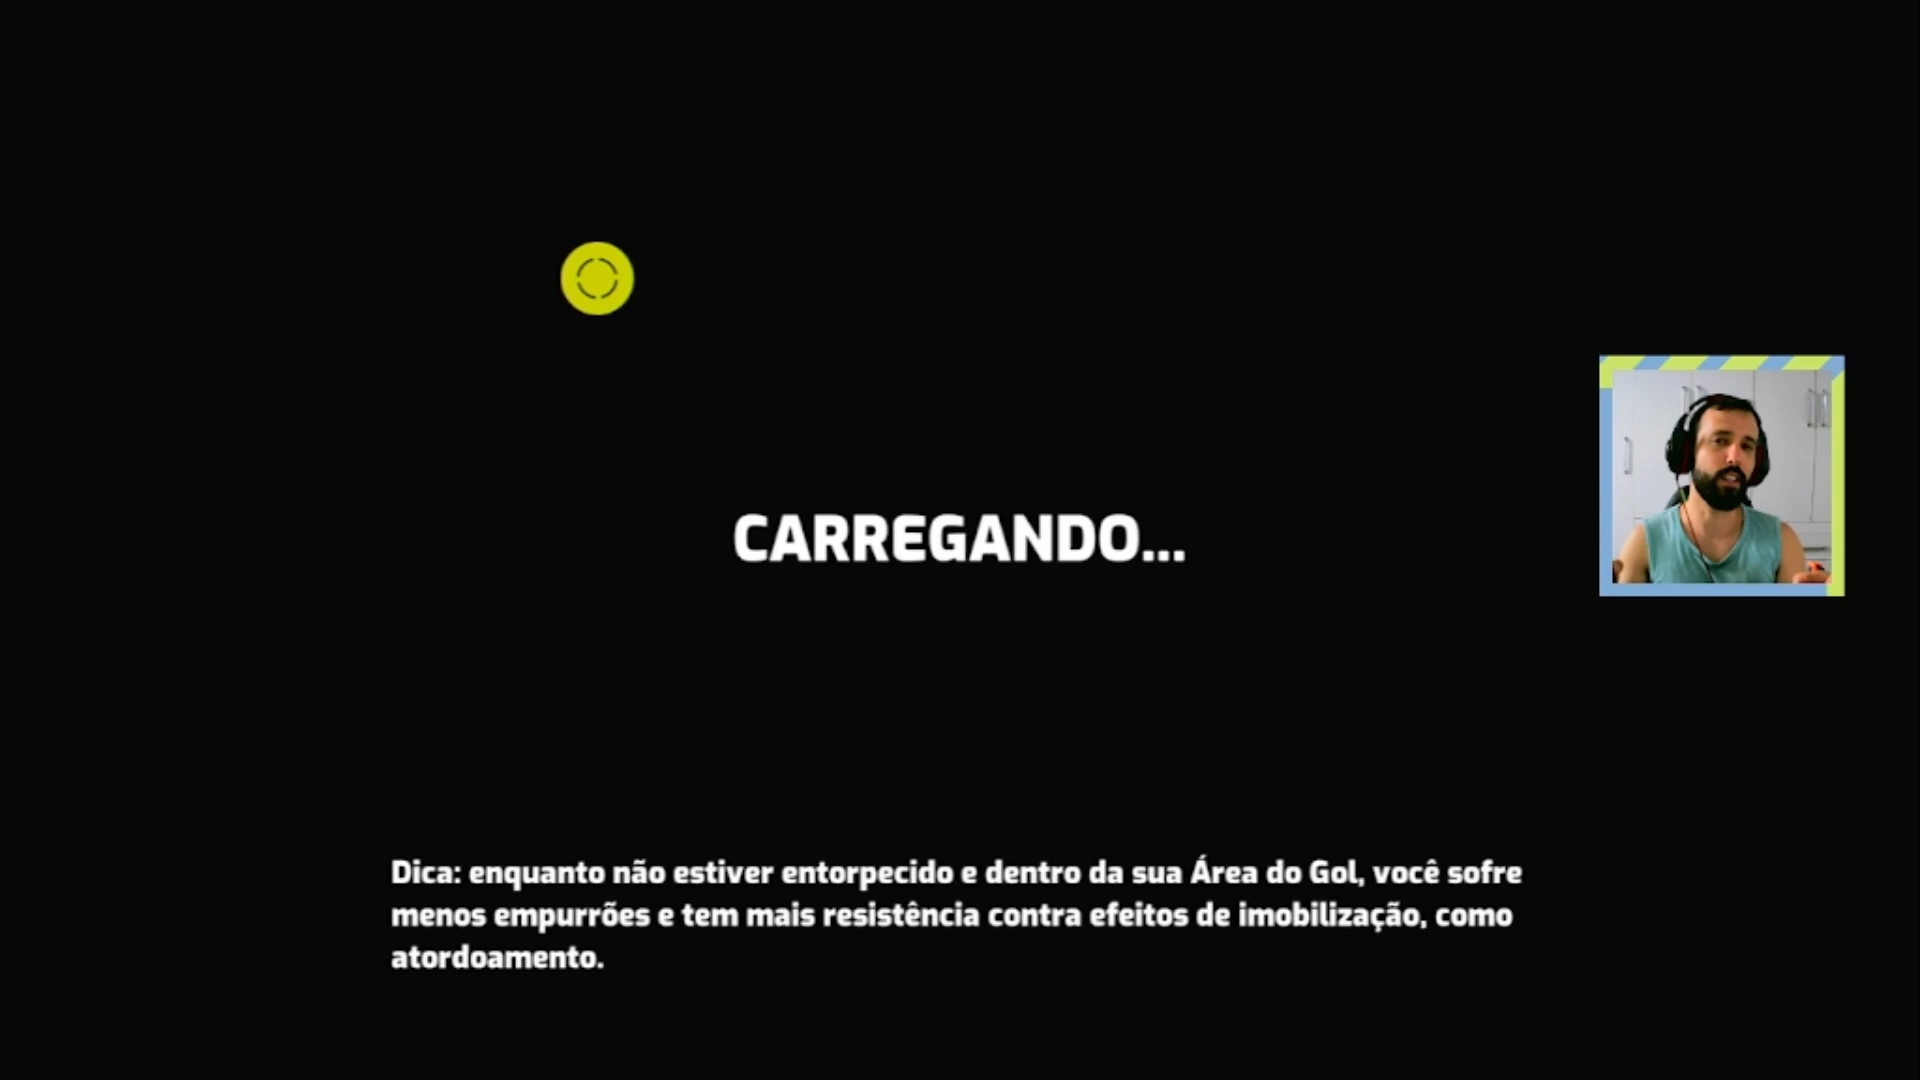 CARREGANDO...
Dica: enquanto não estiver entorpecido e dentro da sua Área do Gol, você sofre
menos empurrões e tem mais resistência contra efeitos de imobilização, como
atordoamento.